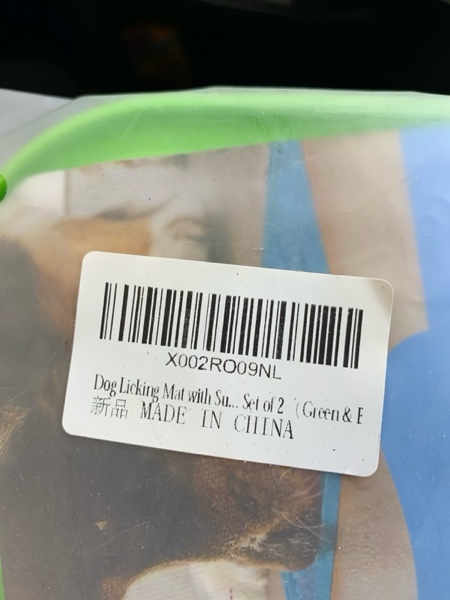 X002RO09NL
Dog Licking Mat with Su... Set of 2 (Green & B
新品 MADE IN CHINA